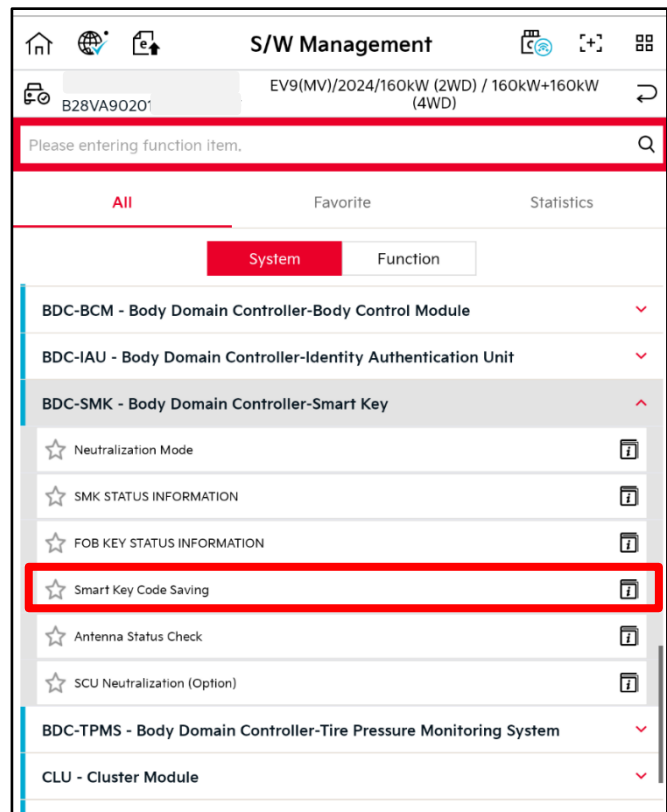 S/W Management
B28VA90201
EV9(MV)/2024/160kW (2WD) / 160kW+160kW
(4WD)
Please entering function item.
All Favorite Statistics
System Function
BDC-BCM - Body Domain Controller-Body Control Module
BDC-IAU - Body Domain Controller-Identity Authentication Unit
BDC-SMK - Body Domain Controller-Smart Key
Neutralization Mode
SMK STATUS INFORMATION
FOB KEY STATUS INFORMATION
Smart Key Code Saving
Antenna Status Check
SCU Neutralization (Option)
BDC-TPMS - Body Domain Controller-Tire Pressure Monitoring System
CLU - Cluster Module